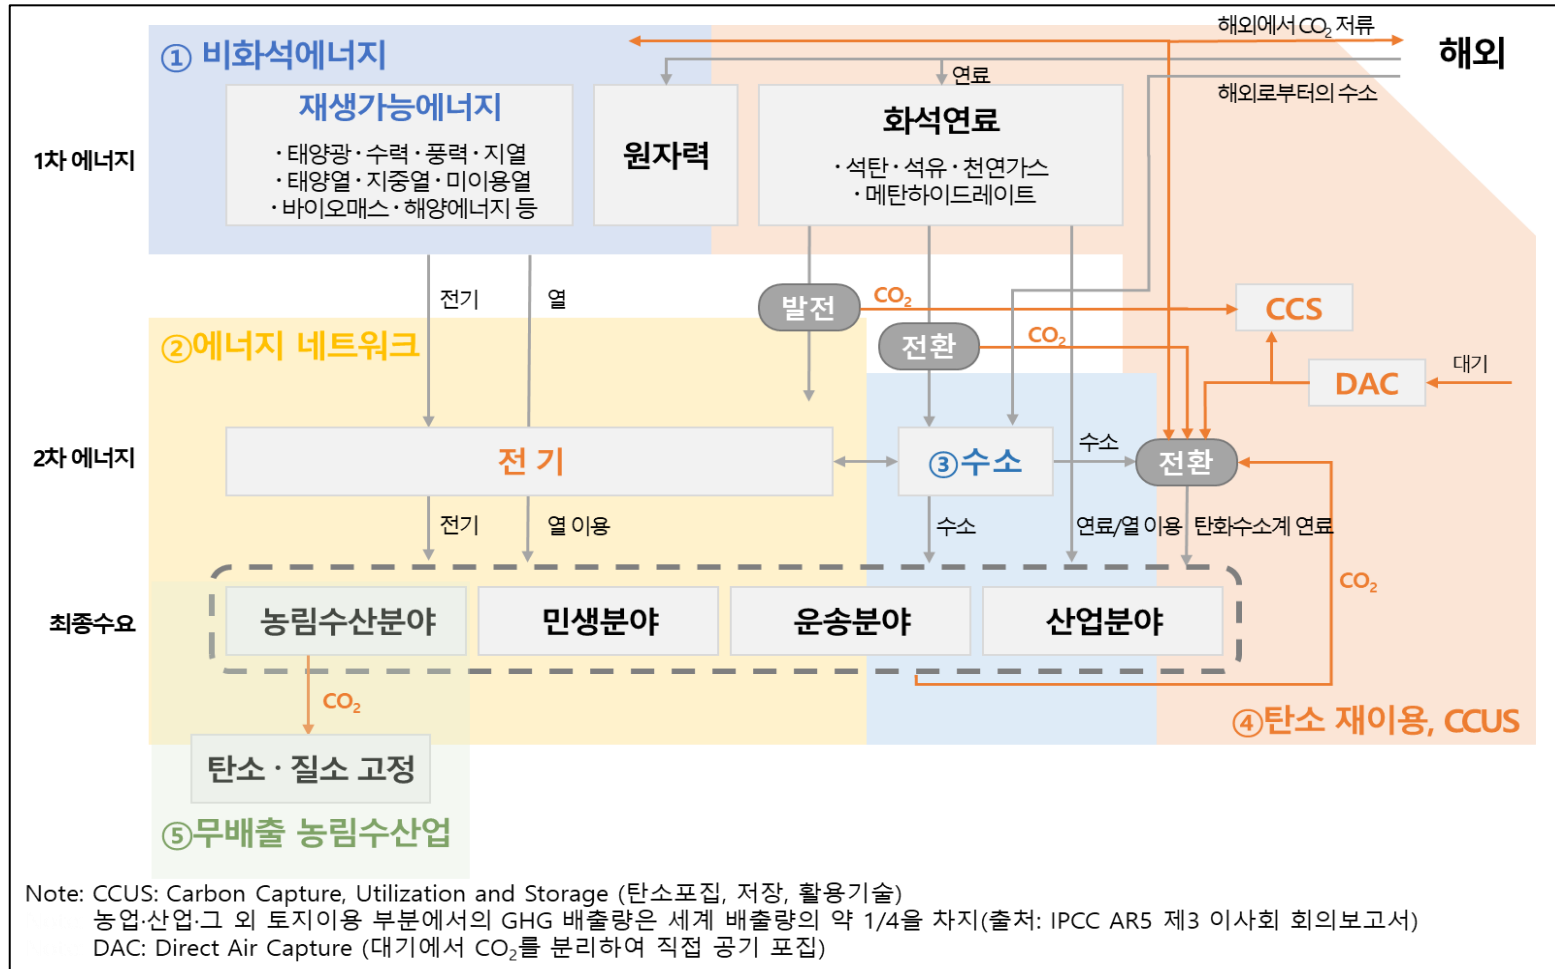 해외에서 CO₂ 저류
해외
① 비화석에너지
연료
해외로부터의 수소
1차 에너지
재생가능에너지
· 태양광 · 수력 · 풍력 · 지열
· 태양열 · 지중열 · 미이용열
· 바이오매스 · 해양에너지 등
원자력
화석연료
· 석탄 · 석유 · 천연가스
· 메탄하이드레이트
전기
열
발전
CO₂
CCS
②에너지 네트워크
전환
CO₂
DAC
대기
2차 에너지
전 기
③수소
수소
전환
전기
열 이용
수소
연료/열 이용
탄화수소계 연료
CO₂
최종수요
농림수산분야
민생분야
운송분야
산업분야
CO₂
④탄소 재이용, CCUS
탄소 · 질소 고정
⑤무배출 농림수산업
Note: CCUS: Carbon Capture, Utilization and Storage (탄소포집, 저장, 활용기술)
농업·산업·그 외 토지이용 부분에서의 GHG 배출량은 세계 배출량의 약 1/4을 차지(출처: IPCC AR5 제3 이사회 회의보고서)
DAC: Direct Air Capture (대기에서 CO₂를 분리하여 직접 공기 포집)